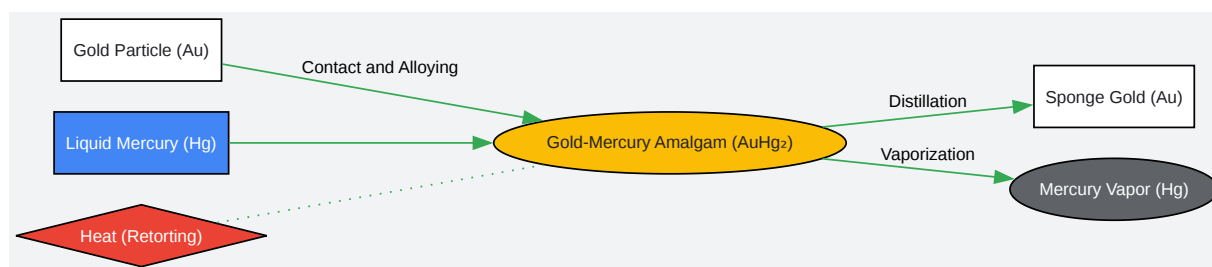 Gold Particle (Au)
Contact and Alloying
Liquid Mercury (Hg)
Heat (Retorting)
Gold-Mercury Amalgam (AuHg₂)
Distillation
Vaporization
Sponge Gold (Au)
Mercury Vapor (Hg)